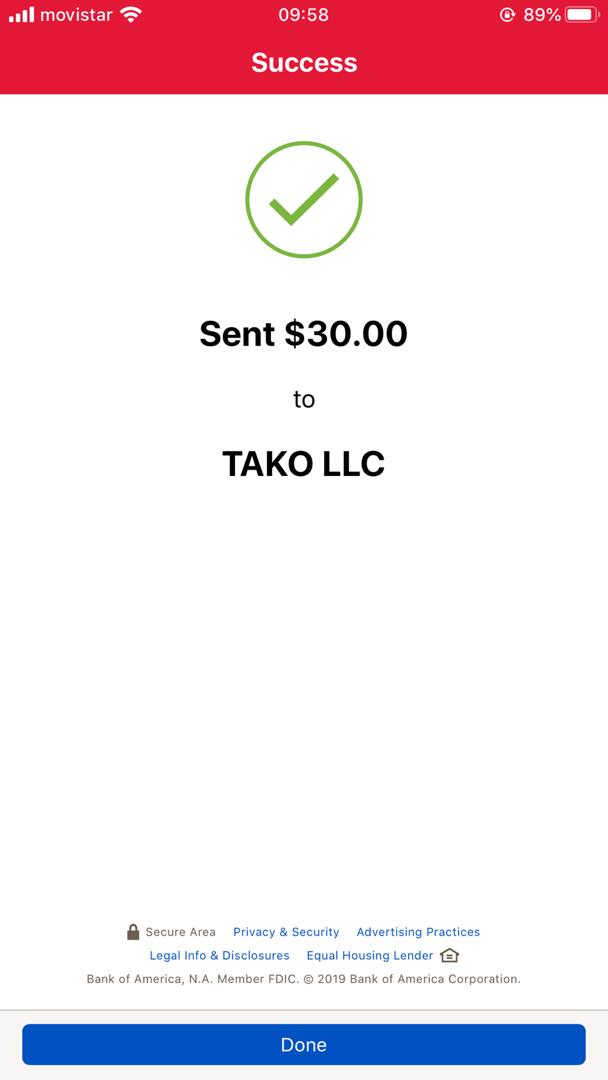 movistar 09:58 89%
Success
Sent $30.00
to
TAKO LLC
Secure Area Privacy & Security Advertising Practices
Legal Info & Disclosures Equal Housing Lender
Bank of America, N.A. Member FDIC. © 2019 Bank of America Corporation.
Done